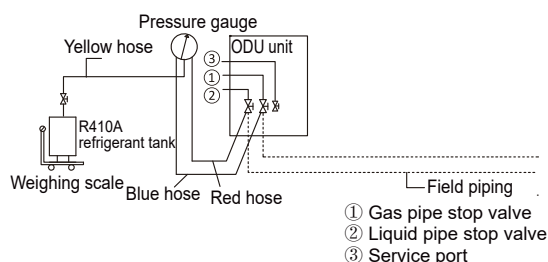 Pressure gauge
Yellow hose
ODU unit
③
①
②
R410A
refrigerant tank
Weighing scale
Blue hose
Red hose
Field piping
① Gas pipe stop valve
② Liquid pipe stop valve
③ Service port